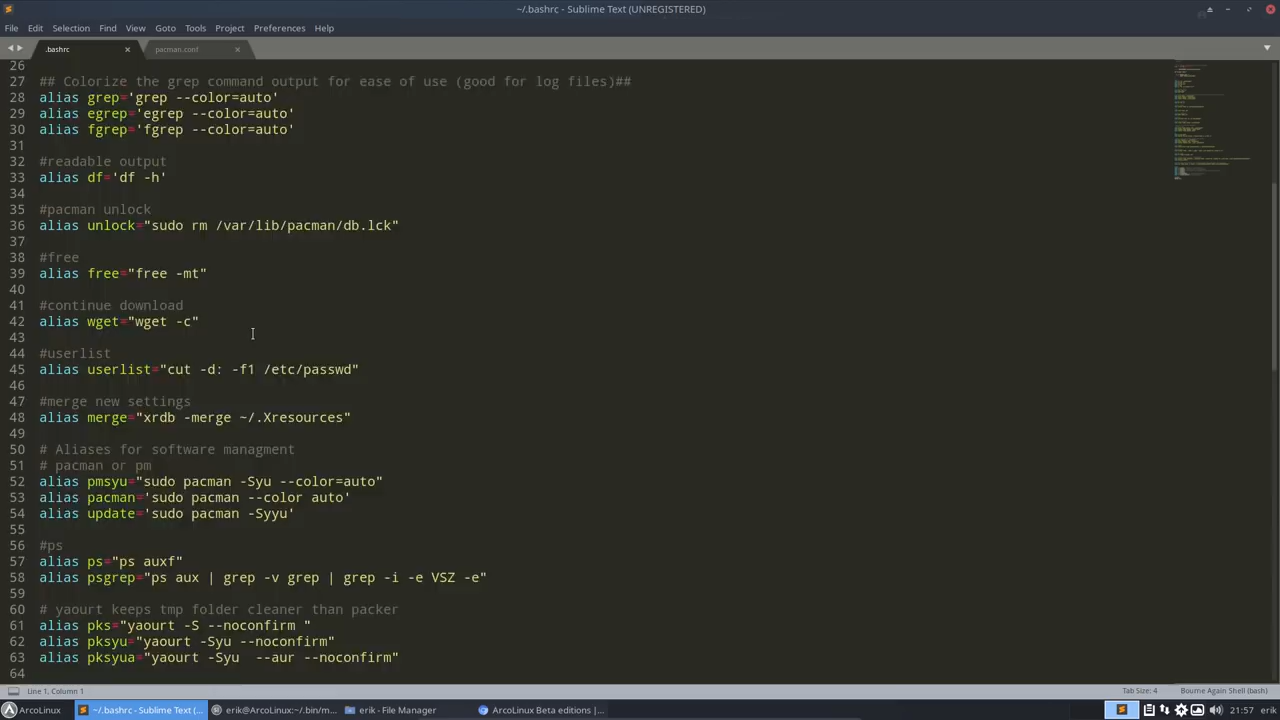 ~/.bashrc - Sublime Text (UNREGISTERED)
File Edit Selection Find View Goto Tools Project Preferences Help
.bashrc × pacman.conf ×
26
27 ## Colorize the grep command output for ease of use (good for log files)##
28 alias grep='grep --color=auto'
29 alias egrep='egrep --color=auto'
30 alias fgrep='fgrep --color=auto'
31
32 #readable output
33 alias df='df -h'
34
35 #pacman unlock
36 alias unlock="sudo rm /var/lib/pacman/db.lck"
37
38 #free
39 alias free="free -mt"
40
41 #continue download
42 alias wget="wget -c"
43
44 #userlist
45 alias userlist="cut -d: -f1 /etc/passwd"
46
47 #merge new settings
48 alias merge="xrdb -merge ~/.Xresources"
49
50 # Aliases for software managment
51 # pacman or pm
52 alias pmsyu="sudo pacman -Syu --color=auto"
53 alias pacman='sudo pacman --color auto'
54 alias update='sudo pacman -Syyu'
55
56 #ps
57 alias ps="ps auxf"
58 alias psgrep="ps aux | grep -v grep | grep -i -e VSZ -e"
59
60 # yaourt keeps tmp folder cleaner than packer
61 alias pks="yaourt -S --noconfirm "
62 alias pksyu="yaourt -Syu --noconfirm"
63 alias pksyua="yaourt -Syu  --aur --noconfirm"
64
Line 1, Column 1 Tab Size: 4 Bourne Again Shell (bash)
ArcoLinux ~/.bashrc - Sublime Text (... erik@ArcoLinux:~/.bin/m... erik - File Manager ArcoLinux Beta editions |... 21:57 erik